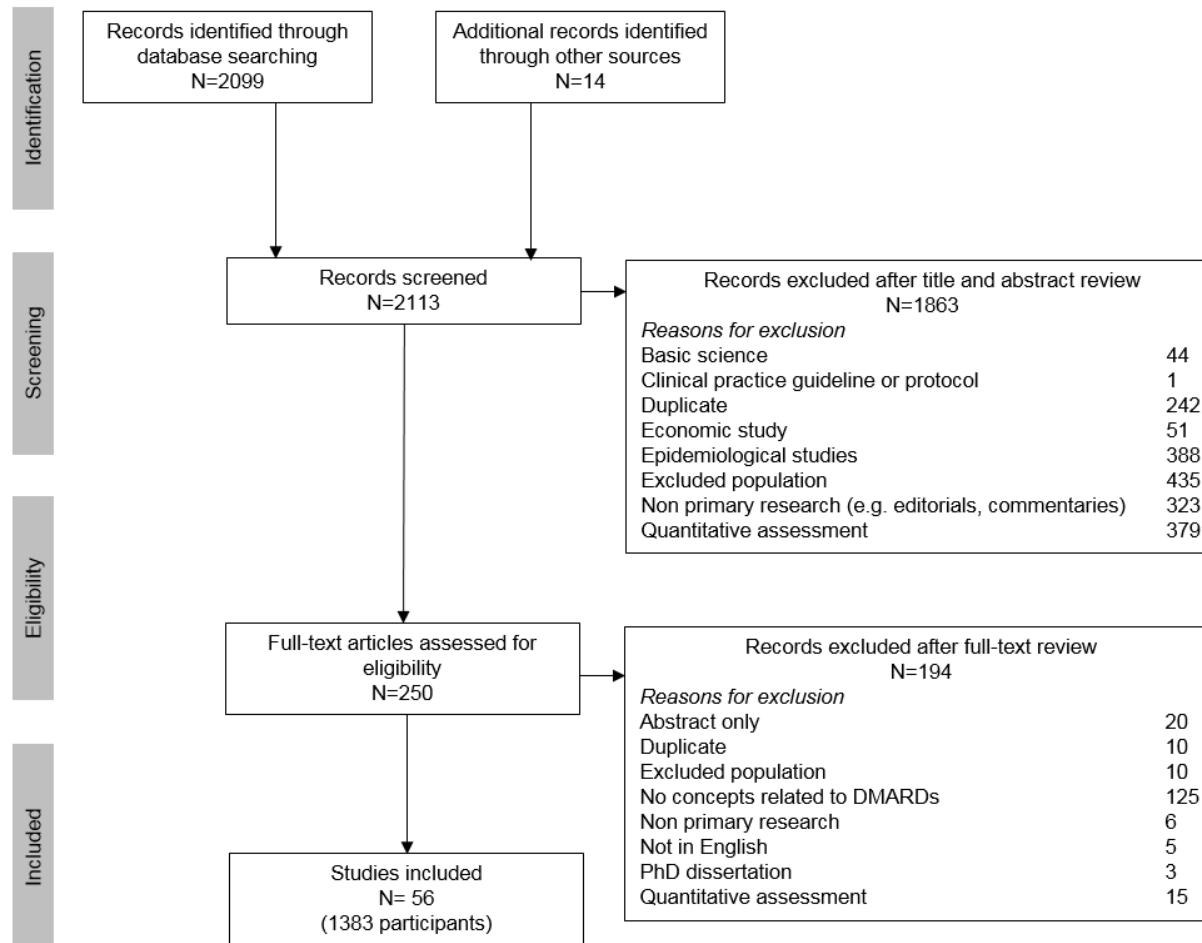 Identification
Records identified through
database searching
N=2099
Additional records identified
through other sources
N=14
Screening
Records screened
N=2113
Records excluded after title and abstract review
N=1863
Reasons for exclusion
Basic science 44
Clinical practice guideline or protocol 1
Duplicate 242
Economic study 51
Epidemiological studies 388
Excluded population 435
Non primary research (e.g. editorials, commentaries) 323
Quantitative assessment 379
Eligibility
Full-text articles assessed for
eligibility
N=250
Records excluded after full-text review
N=194
Reasons for exclusion
Abstract only 20
Duplicate 10
Excluded population 10
No concepts related to DMARDs 125
Non primary research 6
Not in English 5
PhD dissertation 3
Quantitative assessment 15
Included
Studies included
N= 56
(1383 participants)